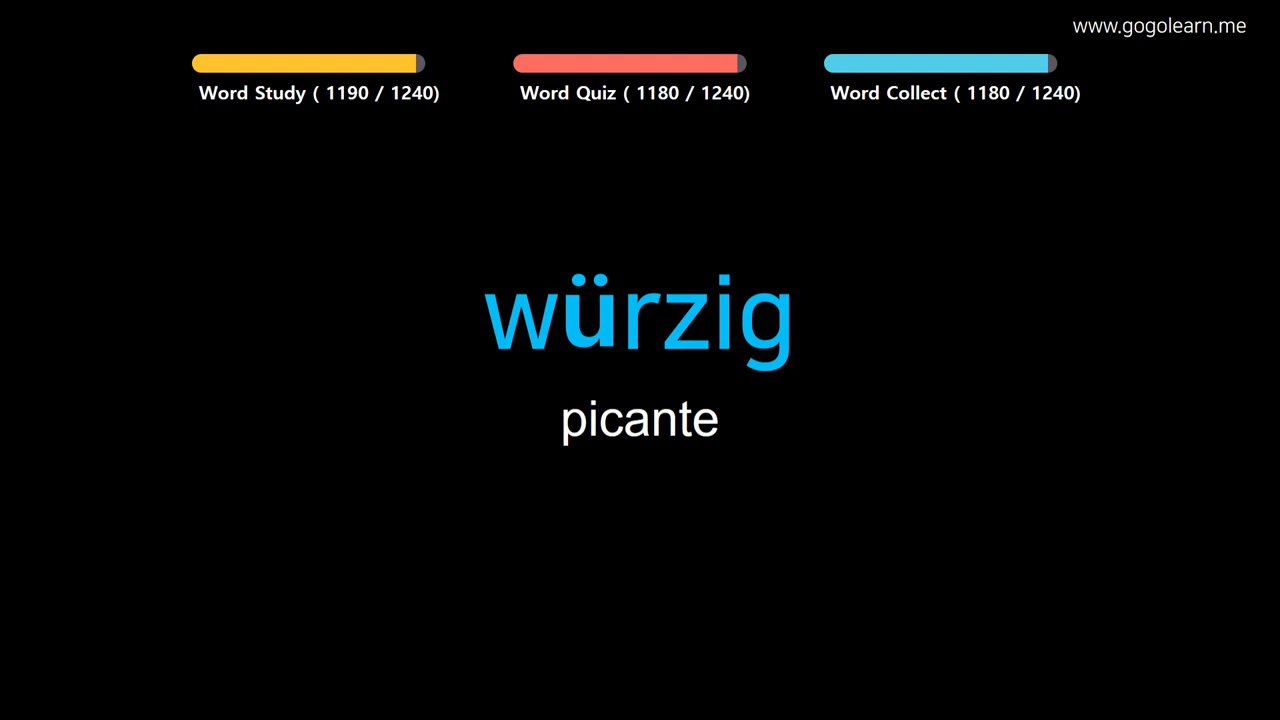 www.gogolearn.me
Word Study ( 1190 / 1240)
Word Quiz ( 1180 / 1240)
Word Collect ( 1180 / 1240)
würzig
picante